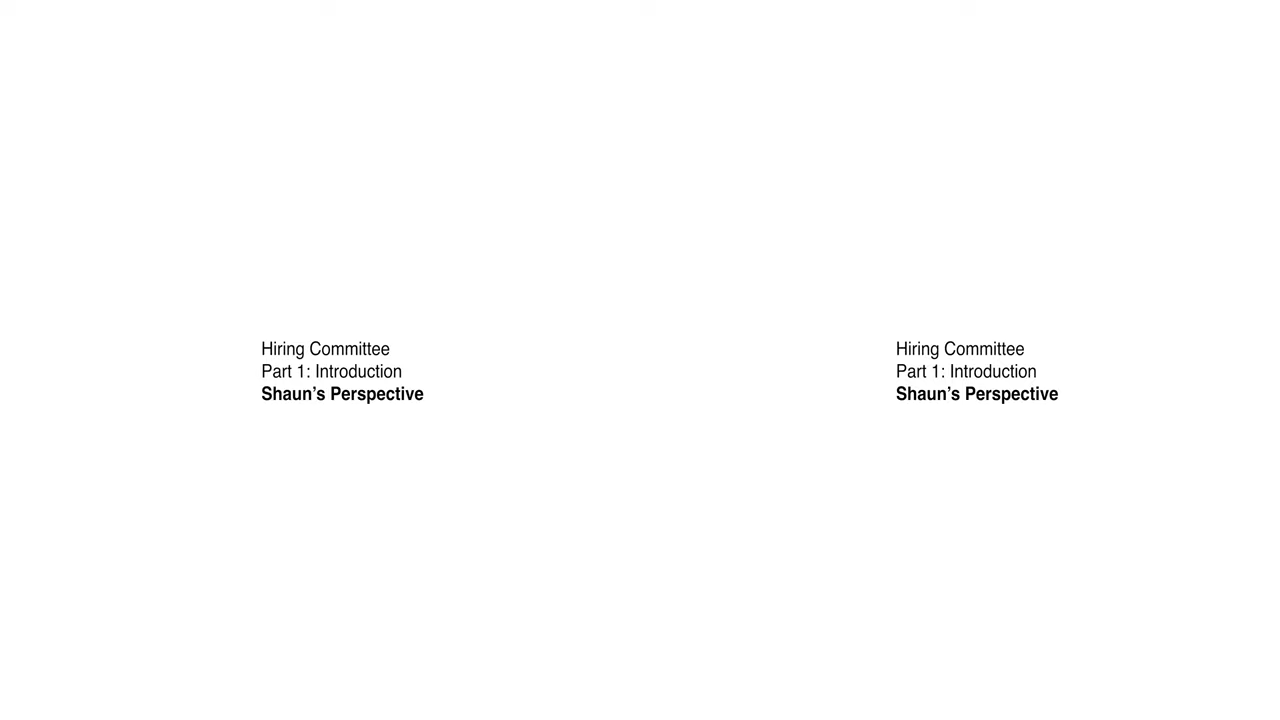 Hiring Committee
Part 1: Introduction
Shaun’s Perspective
Hiring Committee
Part 1: Introduction
Shaun’s Perspective